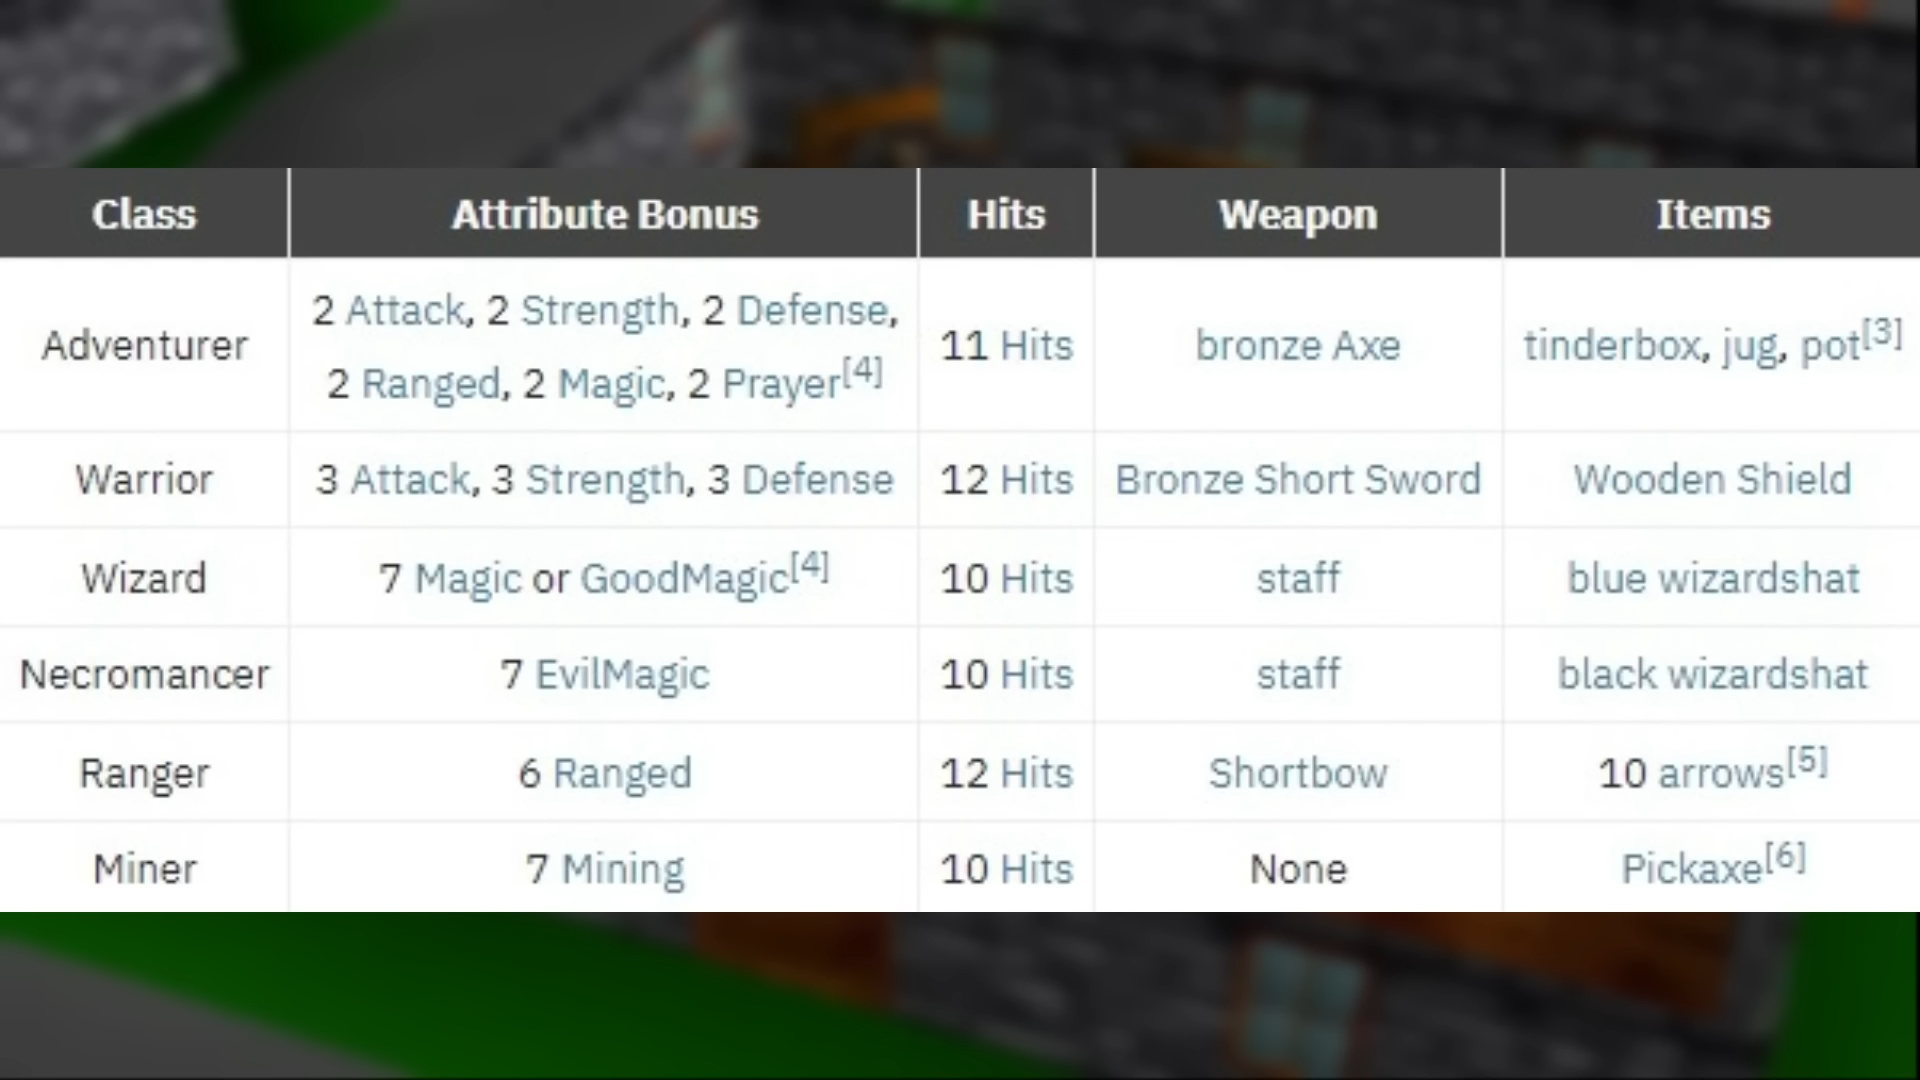 Class Attribute Bonus Hits Weapon Items
Adventurer 2 Attack, 2 Strength, 2 Defense,
2 Ranged, 2 Magic, 2 Prayer[4] 11 Hits bronze Axe tinderbox, jug, pot[3]
Warrior 3 Attack, 3 Strength, 3 Defense 12 Hits Bronze Short Sword Wooden Shield
Wizard 7 Magic or GoodMagic[4] 10 Hits staff blue wizardshat
Necromancer 7 EvilMagic 10 Hits staff black wizardshat
Ranger 6 Ranged 12 Hits Shortbow 10 arrows[5]
Miner 7 Mining 10 Hits None Pickaxe[6]